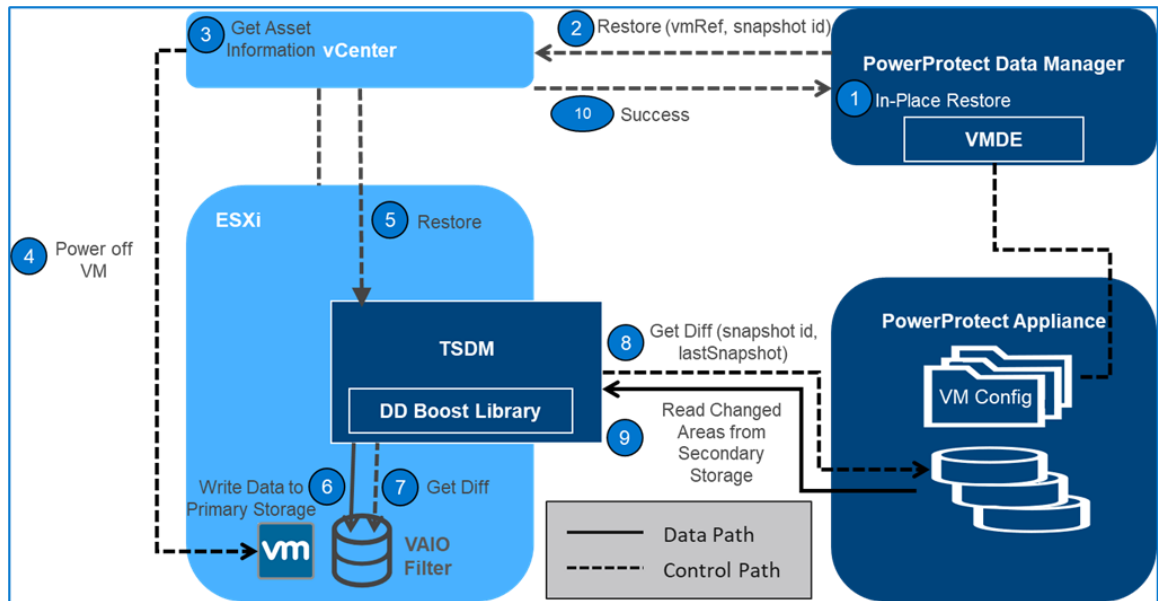 3
Get Asset
Information
vCenter
2
Restore (vmRef, snapshot id)
10
Success
PowerProtect Data Manager
1
In-Place Restore
VMDE
4
Power off
VM
ESXi
5
Restore
TSDM
DD Boost Library
6
Write Data to
Primary Storage
7
Get Diff
vm
VAIO
Filter
8
Get Diff (snapshot id,
lastSnapshot)
9
Read Changed
Areas from
Secondary
Storage
PowerProtect Appliance
VM Config
Data Path
Control Path